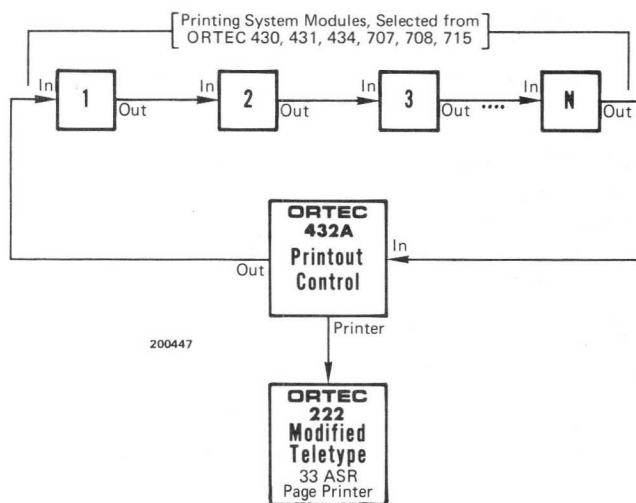 Printing System Modules, Selected from
ORTEC 430, 431, 434, 707, 708, 715
In 1 Out In 2 Out In 3 Out .... In N Out
ORTEC
432A
Printout
Control
Out
In
Printer
200447
ORTEC
222
Modified
Teletype
33 ASR
Page Printer